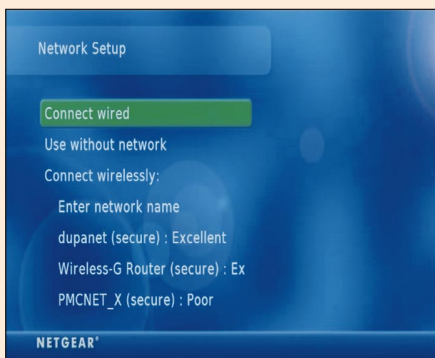 Network Setup
Connect wired
Use without network
Connect wirelessly:
Enter network name
dupanet (secure) : Excellent
Wireless-G Router (secure) : Ex
PMCNET_X (secure) : Poor
NETGEAR®